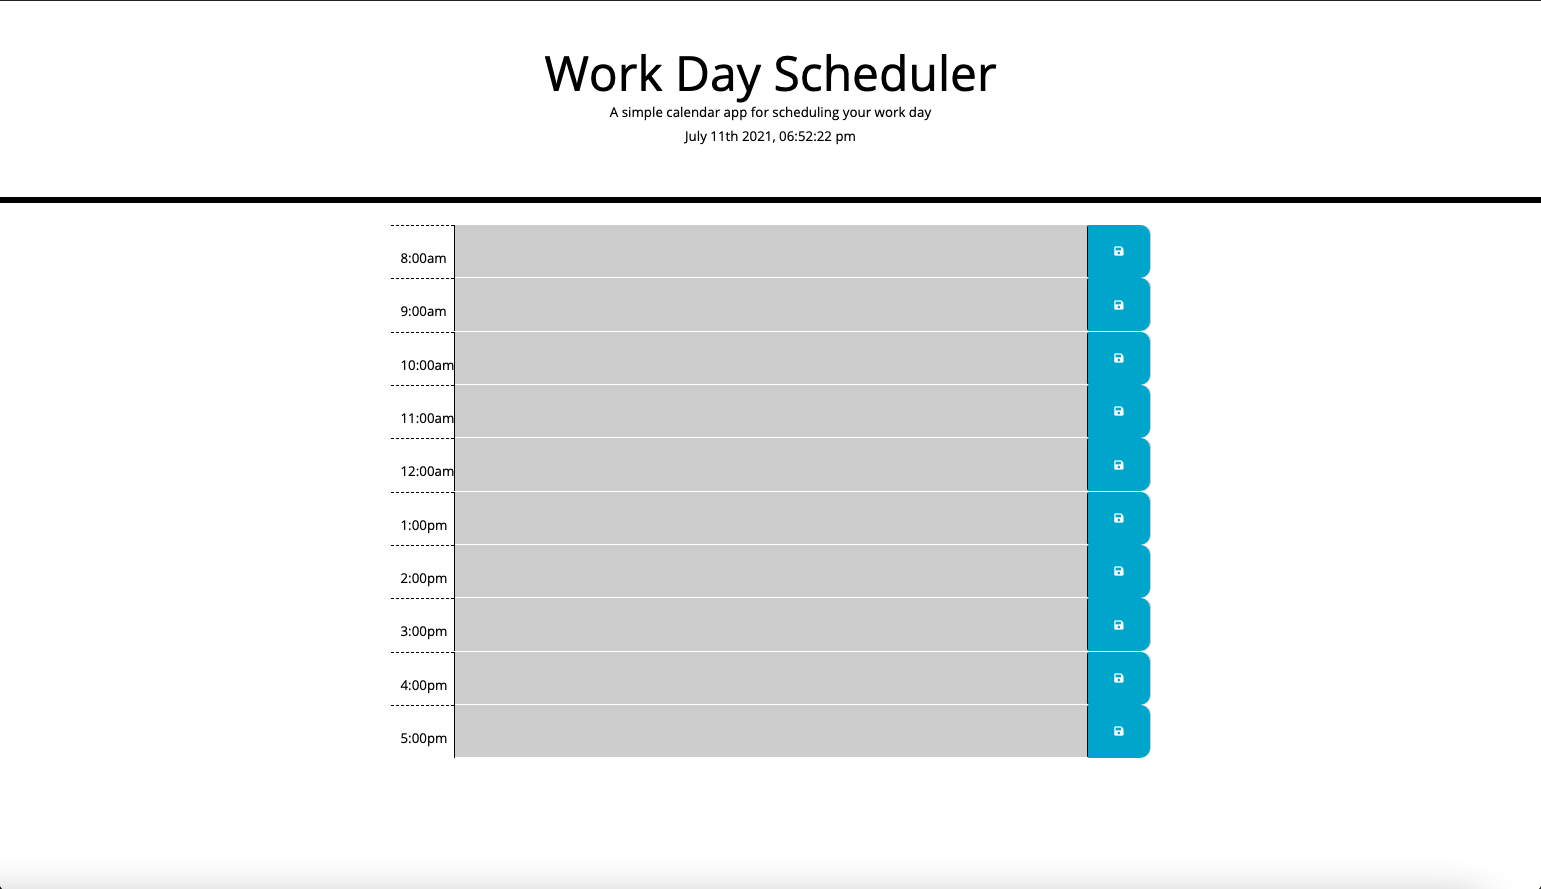 Work Day Scheduler
A simple calendar app for scheduling your work day
July 11th 2021, 06:52:22 pm
8:00am
9:00am
10:00am
11:00am
12:00am
1:00pm
2:00pm
3:00pm
4:00pm
5:00pm